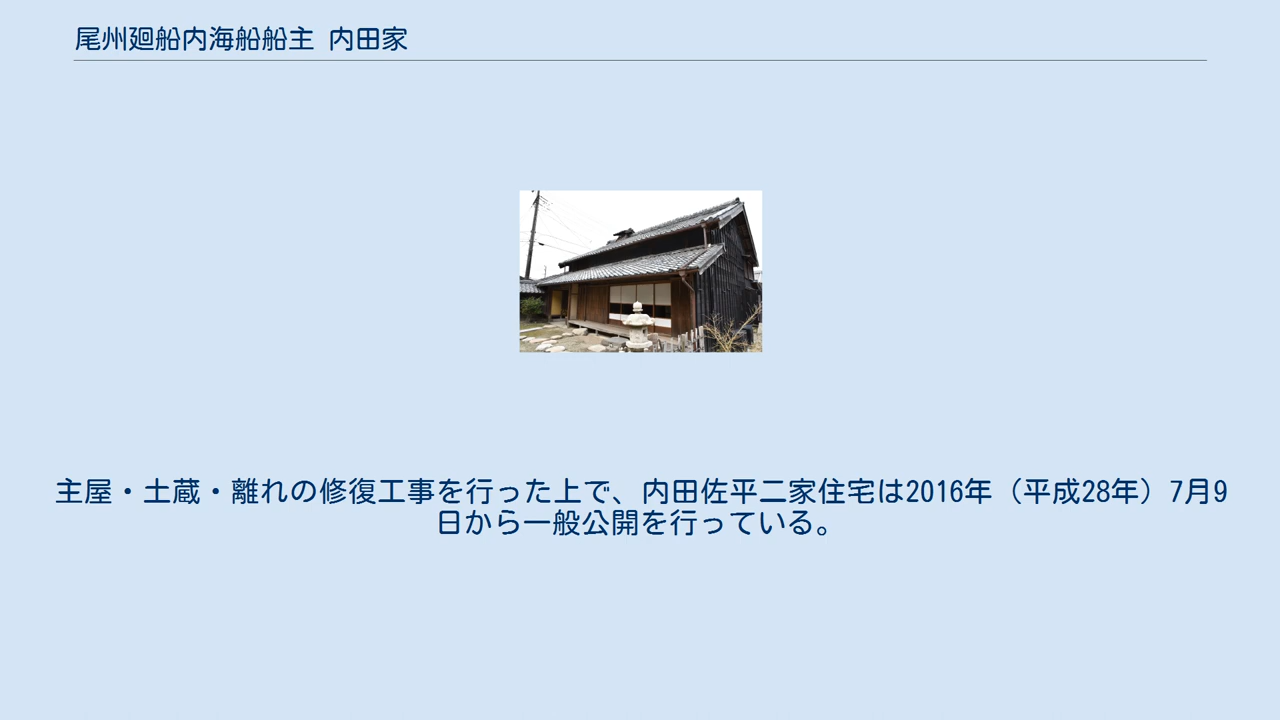 尾州廻船内海船船主 内田家
主屋・土蔵・離れの修復工事を行った上で、内田佐平二家住宅は2016年（平成28年）7月9
日から一般公開を行っている。